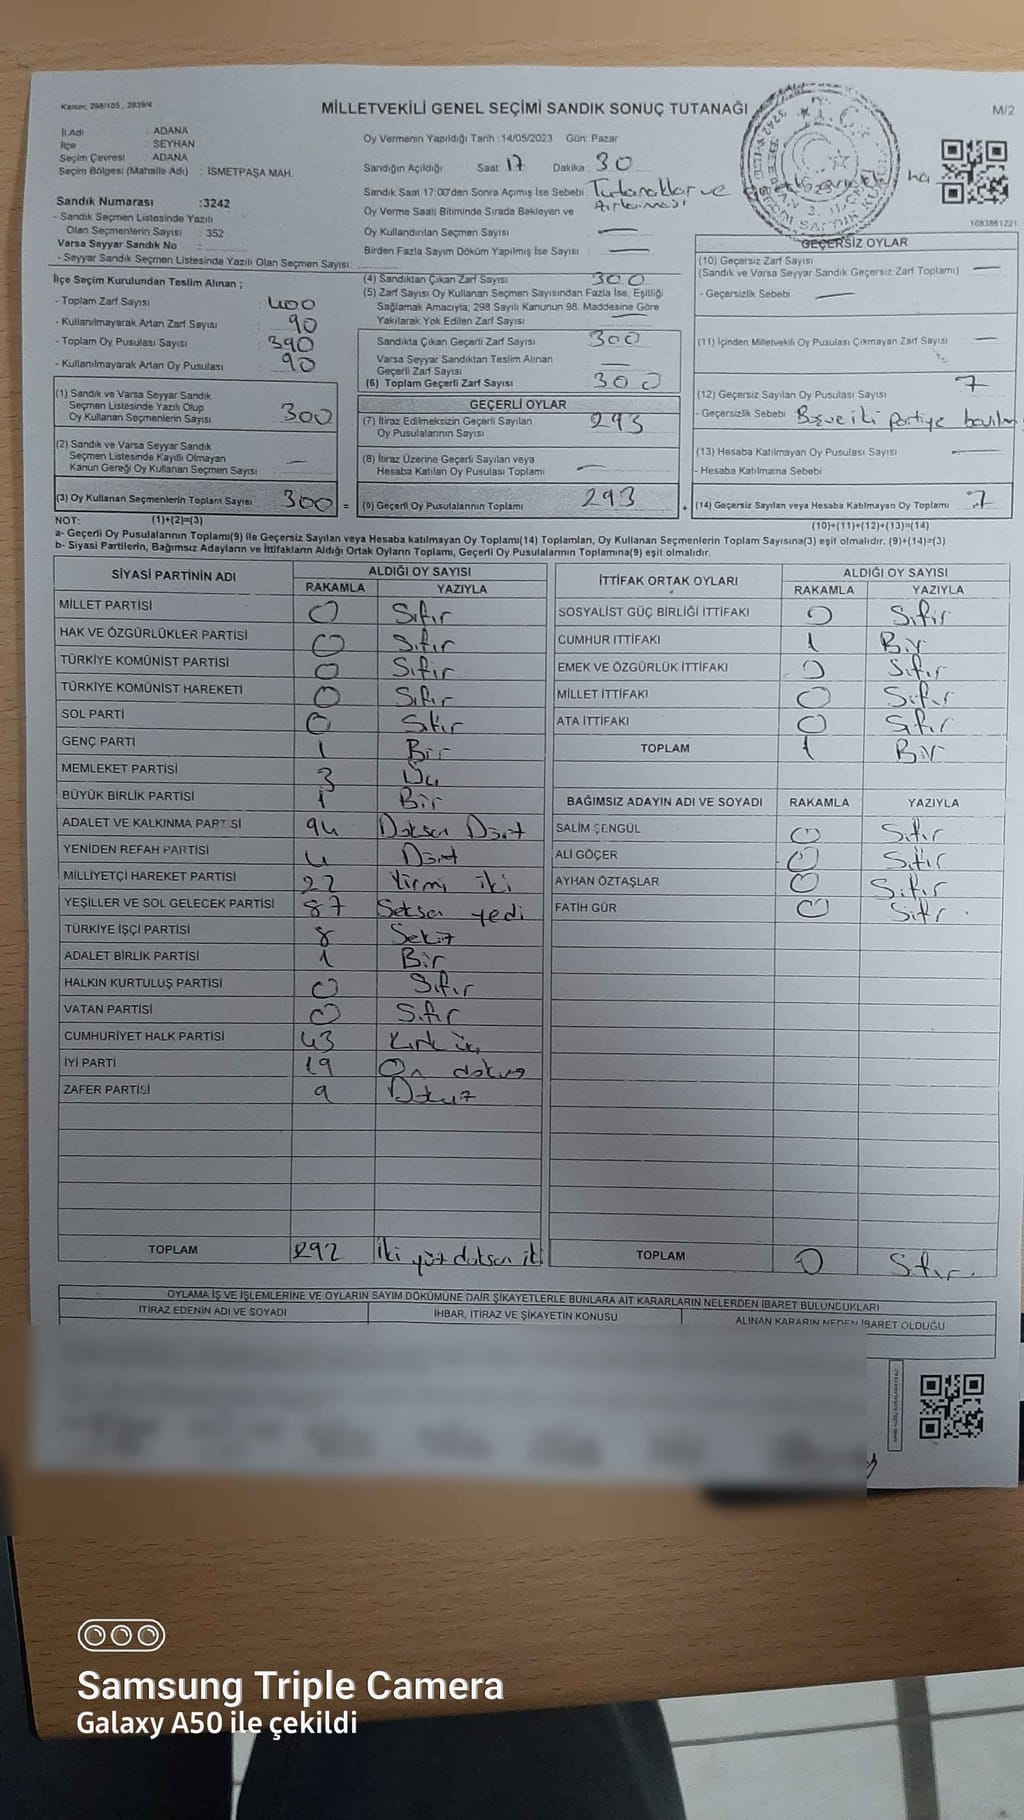 Kanun: 298/105 , 2839/4
MİLLETVEKİLİ GENEL SEÇİMİ SANDIK SONUÇ TUTANAĞI
M/2
İl Adı : ADANA
İlçe : SEYHAN
Seçim Çevresi : ADANA
Seçim Bölgesi (Mahalle Adı) : İSMETPAŞA MAH.
Oy Vermenin Yapıldığı Tarih : 14/05/2023 Gün: Pazar
Sandığın Açıldığı Saat 17 Dakika : 30
Sandık Saat 17:00'den Sonra Açımış İse Sebebi : Tutanaklar ve
Oy Verme Saati Bitiminde Sırada Bekleyen ve
Oy Kullandırılan Seçmen Sayısı : —
Birden Fazla Sayım Döküm Yapılmış İse Sayısı : —
Sandık Numarası :3242
- Sandık Seçmen Listesinde Yazılı
Olan Seçmenlerin Sayısı : 352
Varsa Seyyar Sandık No :
- Seyyar Sandık Seçmen Listesinde Yazılı Olan Seçmen Sayısı:
1083861221
İlçe Seçim Kurulundan Teslim Alınan ;
- Toplam Zarf Sayısı : 400
- Kullanılmayarak Artan Zarf Sayısı : 90
- Toplam Oy Pusulası Sayısı : 390
- Kullanılmayarak Artan Oy Pusulası : 90
(1) Sandık ve Varsa Seyyar Sandık
Seçmen Listesinde Yazılı Olup
Oy Kullanan Seçmenlerin Sayısı 300
(2) Sandık ve Varsa Seyyar Sandık
Seçmen Listesinde Kayıtlı Olmayan
Kanun Gereği Oy Kullanan Seçmen Sayısı —
(3) Oy Kullanan Seçmenlerin Toplam Sayısı 300 =
(4) Sandıktan Çıkan Zarf Sayısı 300
(5) Zarf Sayısı Oy Kullanan Seçmen Sayısından Fazla İse, Eşitliği
Sağlamak Amacıyla; 298 Sayılı Kanunun 98. Maddesine Göre
Yakılarak Yok Edilen Zarf Sayısı —
Sandıkta Çıkan Geçerli Zarf Sayısı 300
Varsa Seyyar Sandıktan Teslim Alınan
Geçerli Zarf Sayısı —
(6) Toplam Geçerli Zarf Sayısı 300
GEÇERLİ OYLAR
(7) İtiraz Edilmeksizin Geçerli Sayılan
Oy Pusulalarının Sayısı 293
(8) İtiraz Üzerine Geçerli Sayılan veya
Hesaba Katılan Oy Pusulası Toplamı —
(9) Geçerli Oy Pusulalarının Toplamı 293 +
GEÇERSİZ OYLAR
(10) Geçersiz Zarf Sayısı
(Sandık ve Varsa Seyyar Sandık Geçersiz Zarf Toplamı) —
- Geçersizlik Sebebi : —
(11) İçinden Milletvekili Oy Pusulası Çıkmayan Zarf Sayısı —
(12) Geçersiz Sayılan Oy Pusulası Sayısı 7
- Geçersizlik Sebebi iki partiye
(13) Hesaba Katılmayan Oy Pusulası Sayısı —
- Hesaba Katılmama Sebebi
(14) Geçersiz Sayılan veya Hesaba Katılmayan Oy Toplamı 7
NOT: (1)+(2)=(3)
(10)+(11)+(12)+(13)=(14)
a- Geçerli Oy Pusulalarının Toplamı(9) ile Geçersiz Sayılan veya Hesaba katılmayan Oy Toplamı(14) Toplamları, Oy Kullanan Seçmenlerin Toplam Sayısına(3) eşit olmalıdır. (9)+(14)=(3)
b- Siyasi Partilerin, Bağımsız Adayların ve İttifakların Aldığı Ortak Oyların Toplamı, Geçerli Oy Pusulalarının Toplamına(9) eşit olmalıdır.
SİYASİ PARTİNİN ADI ALDIĞI OY SAYISI
RAKAMLA YAZIYLA
MİLLET PARTİSİ 0 Sıfır
HAK VE ÖZGÜRLÜKLER PARTİSİ 0 Sıfır
TÜRKİYE KOMÜNİST PARTİSİ 0 Sıfır
TÜRKİYE KOMÜNİST HAREKETİ 0 Sıfır
SOL PARTİ 0 Sıfır
GENÇ PARTİ 1 Bir
MEMLEKET PARTİSİ 3 Üç
BÜYÜK BİRLİK PARTİSİ 1 Bir
ADALET VE KALKINMA PARTİSİ 94 Doksan Dört
YENİDEN REFAH PARTİSİ 4 Dört
MİLLİYETÇİ HAREKET PARTİSİ 22 Yirmi iki
YEŞİLLER VE SOL GELECEK PARTİSİ 87 Seksen yedi
TÜRKİYE İŞÇİ PARTİSİ 8 Sekiz
ADALET BİRLİK PARTİSİ 1 Bir
HALKIN KURTULUŞ PARTİSİ 0 Sıfır
VATAN PARTİSİ 0 Sıfır
CUMHURİYET HALK PARTİSİ 43 Kırk üç
İYİ PARTİ 19 On dokuz
ZAFER PARTİSİ 9 Dokuz
TOPLAM 292 İki yüz doksan iki
İTTİFAK ORTAK OYLARI ALDIĞI OY SAYISI
RAKAMLA YAZIYLA
SOSYALİST GÜÇ BİRLİĞİ İTTİFAKI 0 Sıfır
CUMHUR İTTİFAKI 1 Bir
EMEK VE ÖZGÜRLÜK İTTİFAKI 0 Sıfır
MİLLET İTTİFAKI 0 Sıfır
ATA İTTİFAKI 0 Sıfır
TOPLAM 1 Bir
BAĞIMSIZ ADAYIN ADI VE SOYADI RAKAMLA YAZIYLA
SALİM ŞENGÜL 0 Sıfır
ALİ GÖÇER 0 Sıfır
AYHAN ÖZTAŞLAR 0 Sıfır
FATİH GÜR 0 Sıfır
TOPLAM 0 Sıfır
OYLAMA İŞ VE İŞLEMLERİNE VE OYLARIN SAYIM DÖKÜMÜNE DAİR ŞİKAYETLERLE BUNLARA AİT KARARLARIN NELERDEN İBARET BULUNDUKLARI
İTİRAZ EDENİN ADI VE SOYADI
İHBAR, İTİRAZ VE ŞİKAYETİN KONUSU
ALINAN KARARIN NEDEN İBARET OLDUĞU
Samsung Triple Camera
Galaxy A50 ile çekildi